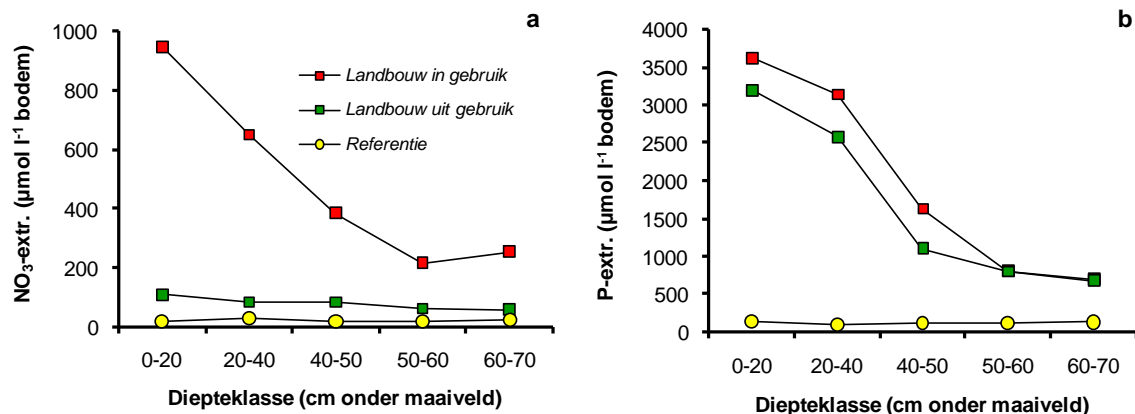 a
NO3-extr. (µmol l-1 bodem)
1000
800
600
400
200
0
Landbouw in gebruik
Landbouw uit gebruik
Referentie
0-20 20-40 40-50 50-60 60-70
Diepteklasse (cm onder maaiveld)
b
P-extr. (µmol l-1 bodem)
4000
3500
3000
2500
2000
1500
1000
500
0
0-20 20-40 40-50 50-60 60-70
Diepteklasse (cm onder maaiveld)